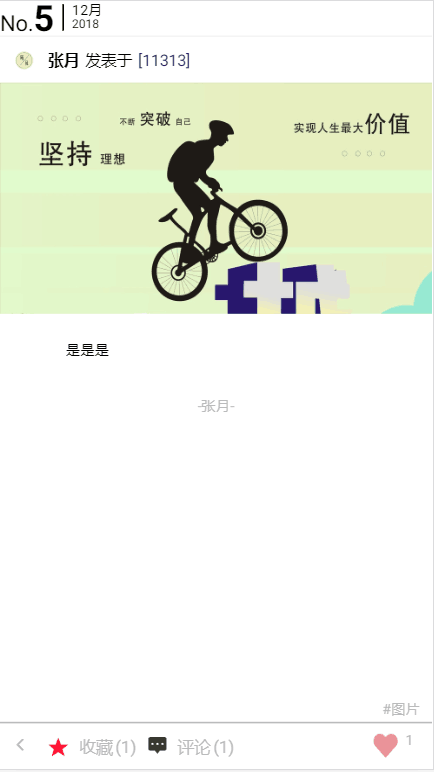 No.5 12月
2018
张月 发表于 [11313]
不断 突破 自己
实现人生最大价值
坚持 理想
是是是
-张月-
#图片
收藏(1) 评论(1) 1